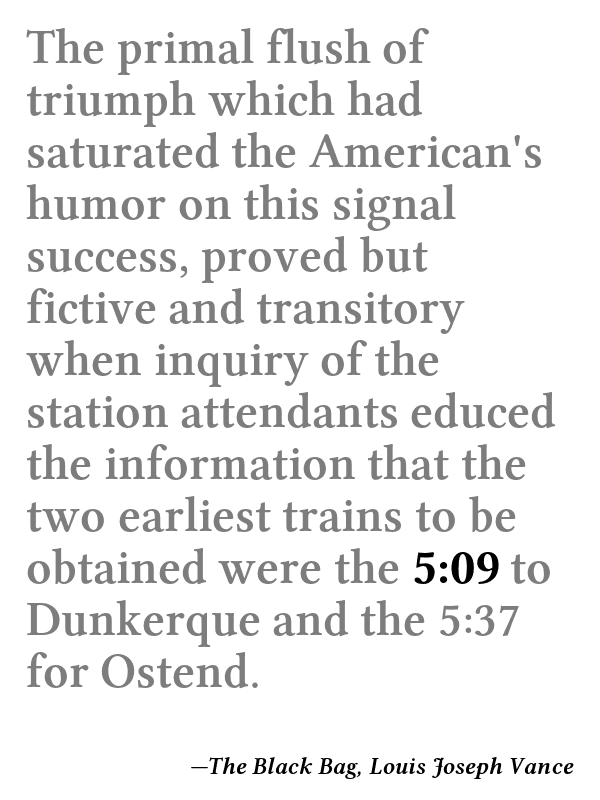 The primal flush of
triumph which had
saturated the American's
humor on this signal
success, proved but
fictive and transitory
when inquiry of the
station attendants educed
the information that the
two earliest trains to be
obtained were the 5:09 to
Dunkerque and the 5:37
for Ostend.
—The Black Bag, Louis Joseph Vance